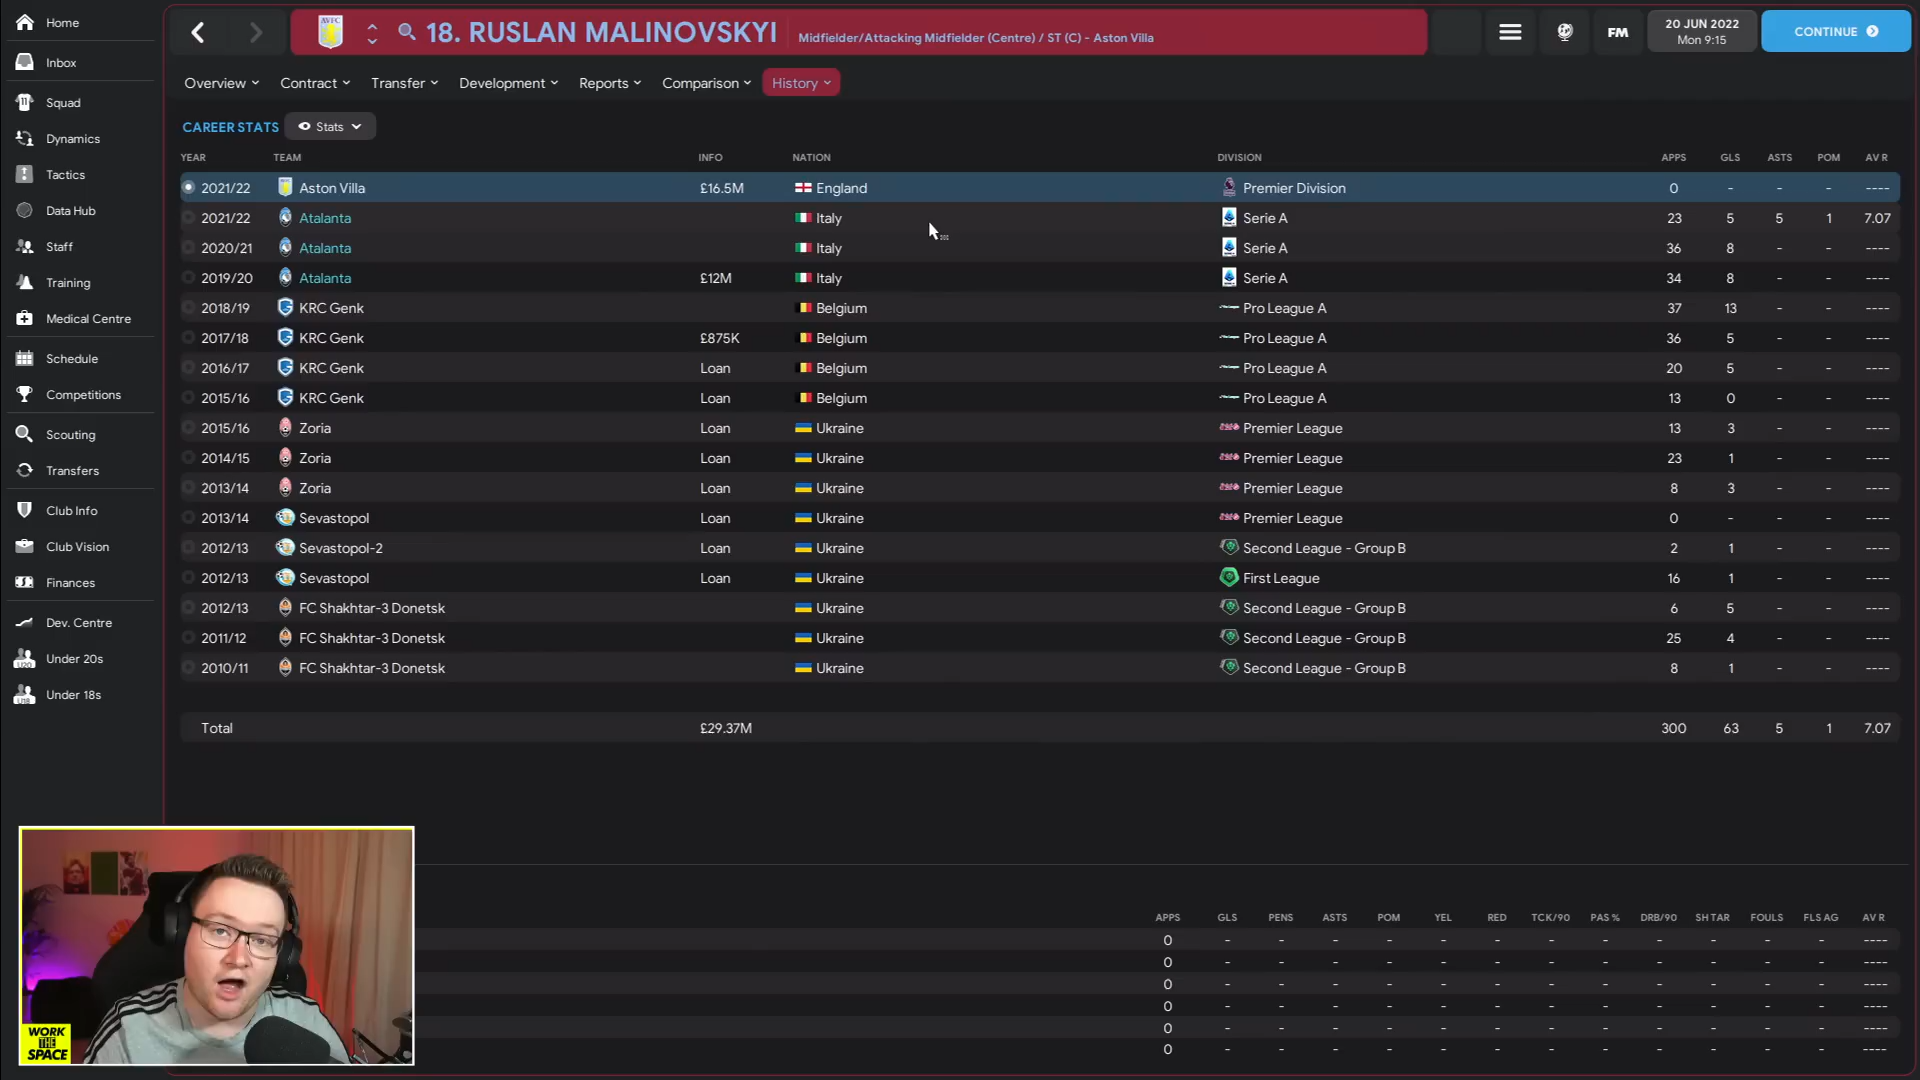 Home
Inbox
Squad
Dynamics
Tactics
Data Hub
Staff
Training
Medical Centre
Schedule
Competitions
Scouting
Transfers
Club Info
Club Vision
Finances
Dev. Centre
Under 20s
Under 18s
18. RUSLAN MALINOVSKYI Midfielder/Attacking Midfielder (Centre) / ST (C) - Aston Villa
FM
20 JUN 2022
Mon 9:15
CONTINUE
Overview Contract Transfer Development Reports Comparison History
CAREER STATS Stats
YEAR TEAM INFO NATION DIVISION APPS GLS ASTS POM AV R
2021/22 Aston Villa £16.5M England Premier Division 0 - - - ----
2021/22 Atalanta Italy Serie A 23 5 5 1 7.07
2020/21 Atalanta Italy Serie A 36 8 - - ----
2019/20 Atalanta £12M Italy Serie A 34 8 - - ----
2018/19 KRC Genk Belgium Pro League A 37 13 - - ----
2017/18 KRC Genk £875K Belgium Pro League A 36 5 - - ----
2016/17 KRC Genk Loan Belgium Pro League A 20 5 - - ----
2015/16 KRC Genk Loan Belgium Pro League A 13 0 - - ----
2015/16 Zoria Loan Ukraine Premier League 13 3 - - ----
2014/15 Zoria Loan Ukraine Premier League 23 1 - - ----
2013/14 Zoria Loan Ukraine Premier League 8 3 - - ----
2013/14 Sevastopol Loan Ukraine Premier League 0 - - - ----
2012/13 Sevastopol-2 Loan Ukraine Second League - Group B 2 1 - - ----
2012/13 Sevastopol Loan Ukraine First League 16 1 - - ----
2012/13 FC Shakhtar-3 Donetsk Ukraine Second League - Group B 6 5 - - ----
2011/12 FC Shakhtar-3 Donetsk Ukraine Second League - Group B 25 4 - - ----
2010/11 FC Shakhtar-3 Donetsk Ukraine Second League - Group B 8 1 - - ----
Total £29.37M 300 63 5 1 7.07
APPS GLS PENS ASTS POM YEL RED TCK/90 PAS % DRB/90 SH TAR FOULS FLS AG AV R
0 - - - - - - - - - - - - ----
0 - - - - - - - - - - - - ----
0 - - - - - - - - - - - - ----
0 - - - - - - - - - - - - ----
0 - - - - - - - - - - - - ----
0 - - - - - - - - - - - - ----
WORK
THE
SPACE